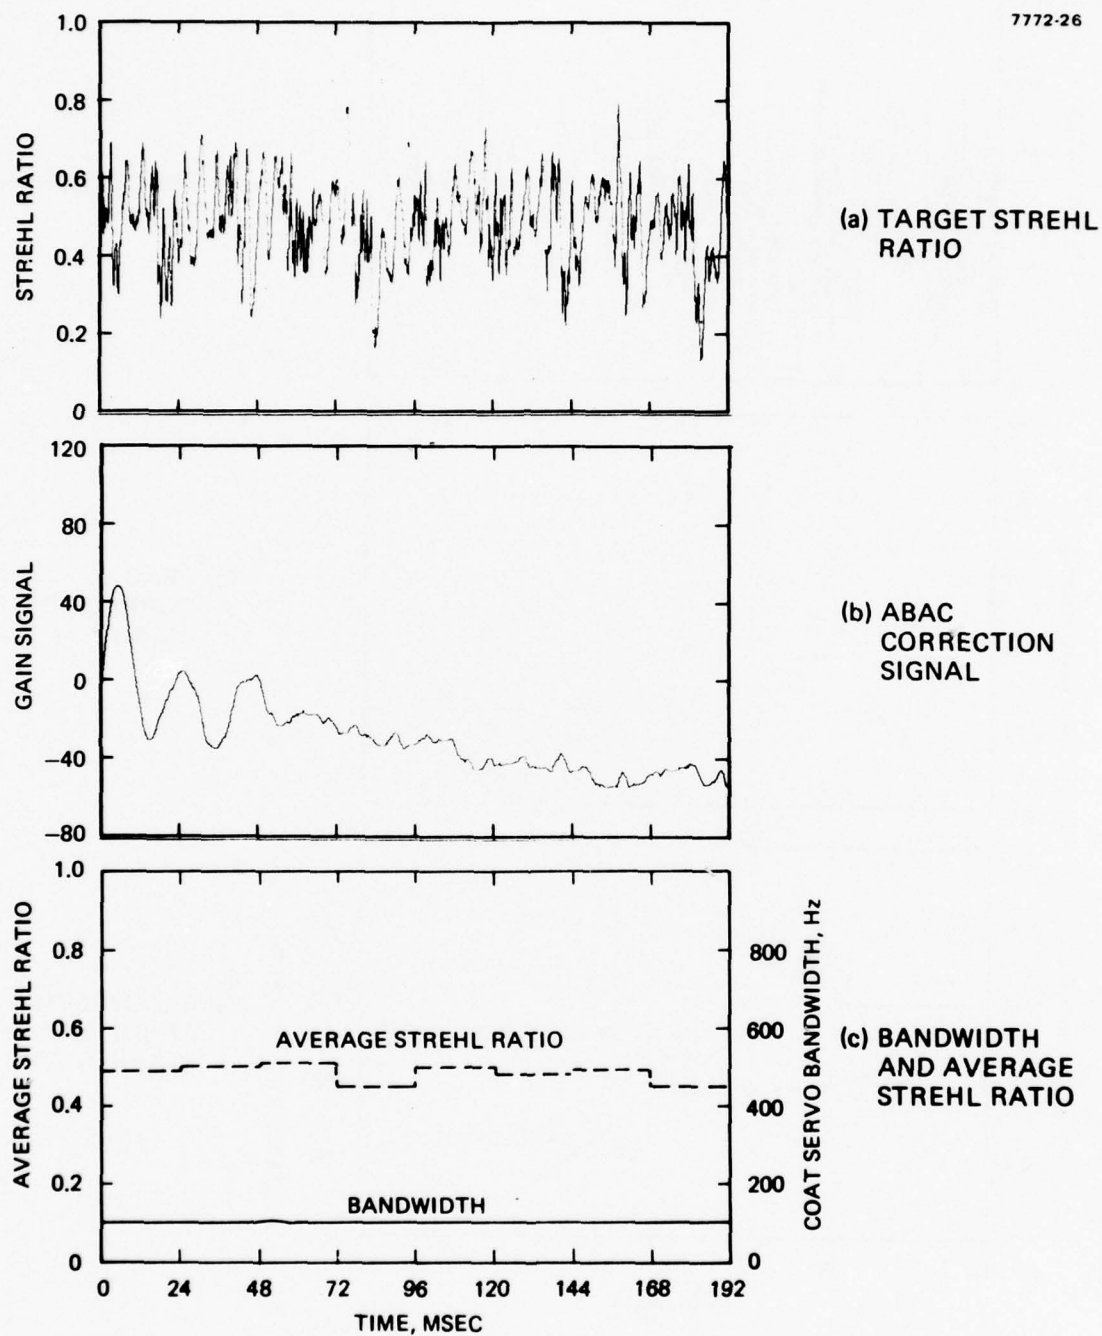 7772-26
1.0
0.8
0.6
0.4
0.2
0
STREHL RATIO
(a) TARGET STREHL
RATIO
120
80
40
0
−40
−80
GAIN SIGNAL
(b) ABAC
CORRECTION
SIGNAL
1.0
0.8
0.6
0.4
0.2
0
AVERAGE STREHL RATIO
AVERAGE STREHL RATIO
BANDWIDTH
800
600
400
200
0
COAT SERVO BANDWIDTH, Hz
(c) BANDWIDTH
AND AVERAGE
STREHL RATIO
0 24 48 72 96 120 144 168 192
TIME, MSEC